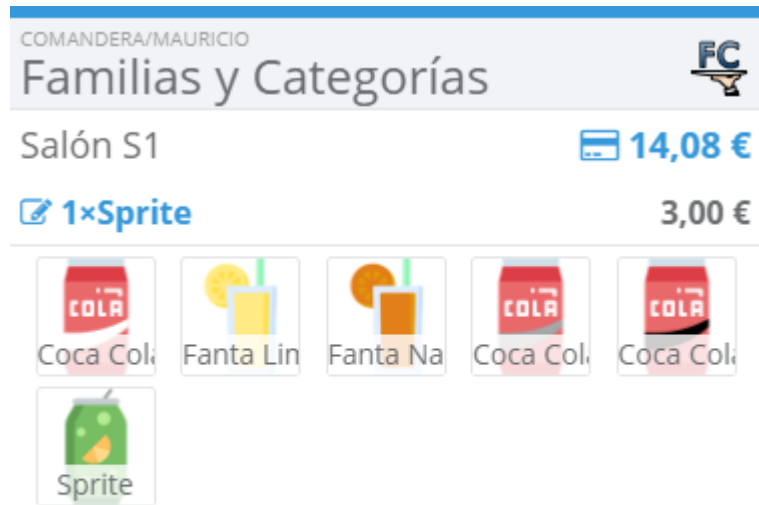 COMANDERA/MAURICIO
Familias y Categorías
FC
Salón S1
14,08 €
1×Sprite
3,00 €
COLA
COLA
COLA
Coca Cola
Fanta Lin
Fanta Na
Coca Col
Coca Col
Sprite